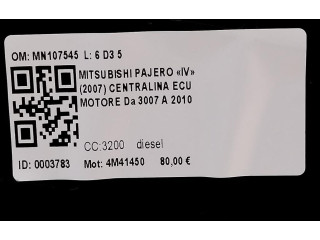 OM: MN107545 L: 6 D3 5
MITSUBISHI PAJERO «IV»
(2007) CENTRALINA ECU
MOTORE Da 3007 A 2010
CC:3200 diesel
ID: 0003783 Mot: 4M41450 80,00 €